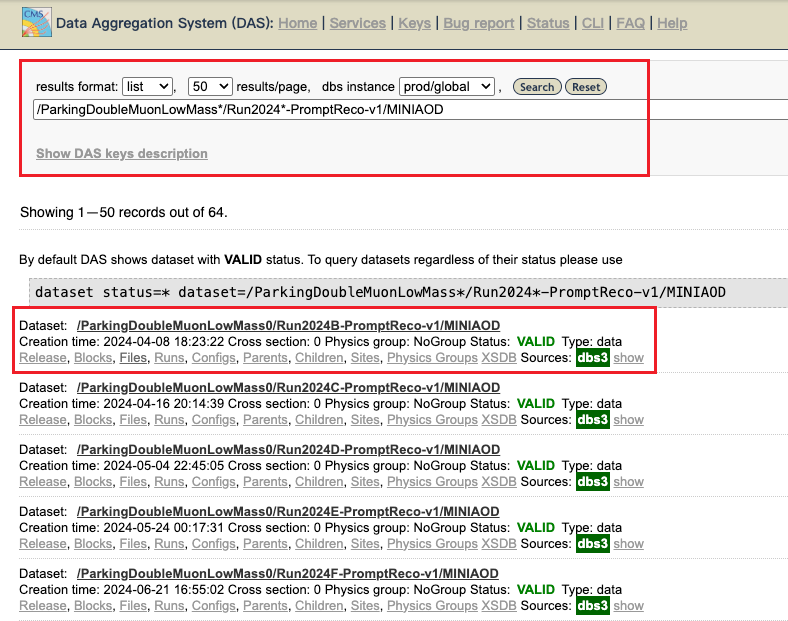 CMS Data Aggregation System (DAS): Home | Services | Keys | Bug report | Status | CLI | FAQ | Help
results format: list, 50 results/page, dbs instance prod/global, Search Reset
/ParkingDoubleMuonLowMass*/Run2024*-PromptReco-v1/MINIAOD
Show DAS keys description
Showing 1—50 records out of 64.
By default DAS shows dataset with VALID status. To query datasets regardless of their status please use
dataset status=* dataset=/ParkingDoubleMuonLowMass*/Run2024*-PromptReco-v1/MINIAOD
Dataset: /ParkingDoubleMuonLowMass0/Run2024B-PromptReco-v1/MINIAOD
Creation time: 2024-04-08 18:23:22 Cross section: 0 Physics group: NoGroup Status: VALID Type: data
Release, Blocks, Files, Runs, Configs, Parents, Children, Sites, Physics Groups XSDB Sources: dbs3 show
Dataset: /ParkingDoubleMuonLowMass0/Run2024C-PromptReco-v1/MINIAOD
Creation time: 2024-04-16 20:14:39 Cross section: 0 Physics group: NoGroup Status: VALID Type: data
Release, Blocks, Files, Runs, Configs, Parents, Children, Sites, Physics Groups XSDB Sources: dbs3 show
Dataset: /ParkingDoubleMuonLowMass0/Run2024D-PromptReco-v1/MINIAOD
Creation time: 2024-05-04 22:45:05 Cross section: 0 Physics group: NoGroup Status: VALID Type: data
Release, Blocks, Files, Runs, Configs, Parents, Children, Sites, Physics Groups XSDB Sources: dbs3 show
Dataset: /ParkingDoubleMuonLowMass0/Run2024E-PromptReco-v1/MINIAOD
Creation time: 2024-05-24 00:17:31 Cross section: 0 Physics group: NoGroup Status: VALID Type: data
Release, Blocks, Files, Runs, Configs, Parents, Children, Sites, Physics Groups XSDB Sources: dbs3 show
Dataset: /ParkingDoubleMuonLowMass0/Run2024F-PromptReco-v1/MINIAOD
Creation time: 2024-06-21 16:55:02 Cross section: 0 Physics group: NoGroup Status: VALID Type: data
Release, Blocks, Files, Runs, Configs, Parents, Children, Sites, Physics Groups XSDB Sources: dbs3 show